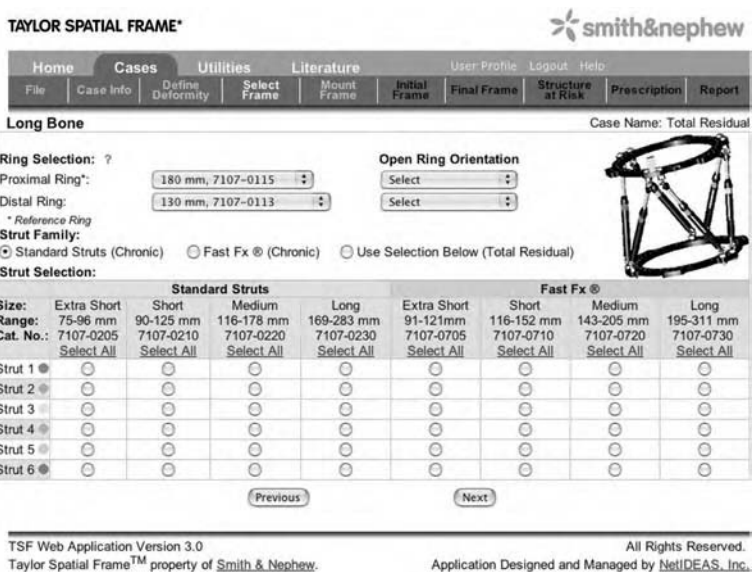 TAYLOR SPATIAL FRAME*
smith&nephew
Home Cases Utilities Literature User Profile Logout Help
File Case Info Define Deformity Select Frame Mount Frame Initial Frame Final Frame Structure at Risk Prescription Report
Long Bone Case Name: Total Residual
Ring Selection: ? Open Ring Orientation
Proximal Ring*: 180 mm, 7107-0115 Select
Distal Ring: 130 mm, 7107-0113 Select
* Reference Ring
Strut Family:
Standard Struts (Chronic) Fast Fx ® (Chronic) Use Selection Below (Total Residual)
Strut Selection:
Standard Struts Fast Fx ®
Size: Extra Short Short Medium Long Extra Short Short Medium Long
Range: 75-96 mm 90-125 mm 116-178 mm 169-283 mm 91-121mm 116-152 mm 143-205 mm 195-311 mm
Cat. No.: 7107-0205 7107-0210 7107-0220 7107-0230 7107-0705 7107-0710 7107-0720 7107-0730
Select All Select All Select All Select All Select All Select All Select All Select All
Strut 1
Strut 2
Strut 3
Strut 4
Strut 5
Strut 6
Previous Next
TSF Web Application Version 3.0 All Rights Reserved.
Taylor Spatial Frame™ property of Smith & Nephew. Application Designed and Managed by NetIDEAS, Inc.